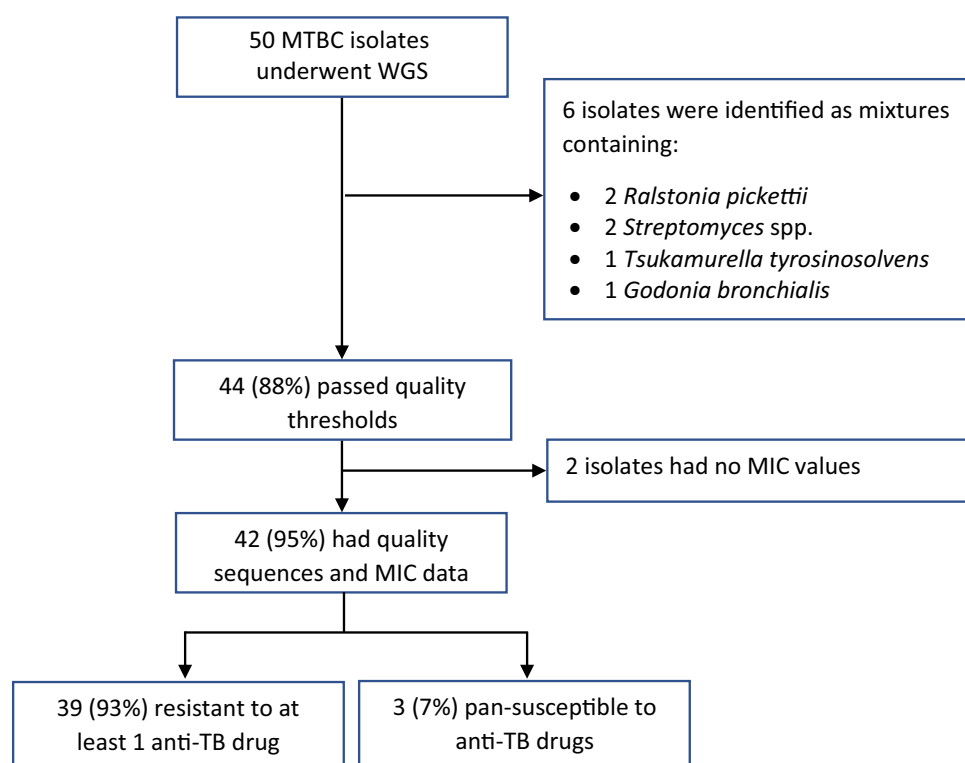 50 MTBC isolates
underwent WGS
6 isolates were identified as mixtures
containing:
• 2 Ralstonia pickettii
• 2 Streptomyces spp.
• 1 Tsukamurella tyrosinosolvens
• 1 Godonia bronchialis
44 (88%) passed quality
thresholds
2 isolates had no MIC values
42 (95%) had quality
sequences and MIC data
39 (93%) resistant to at
least 1 anti-TB drug
3 (7%) pan-susceptible to
anti-TB drugs